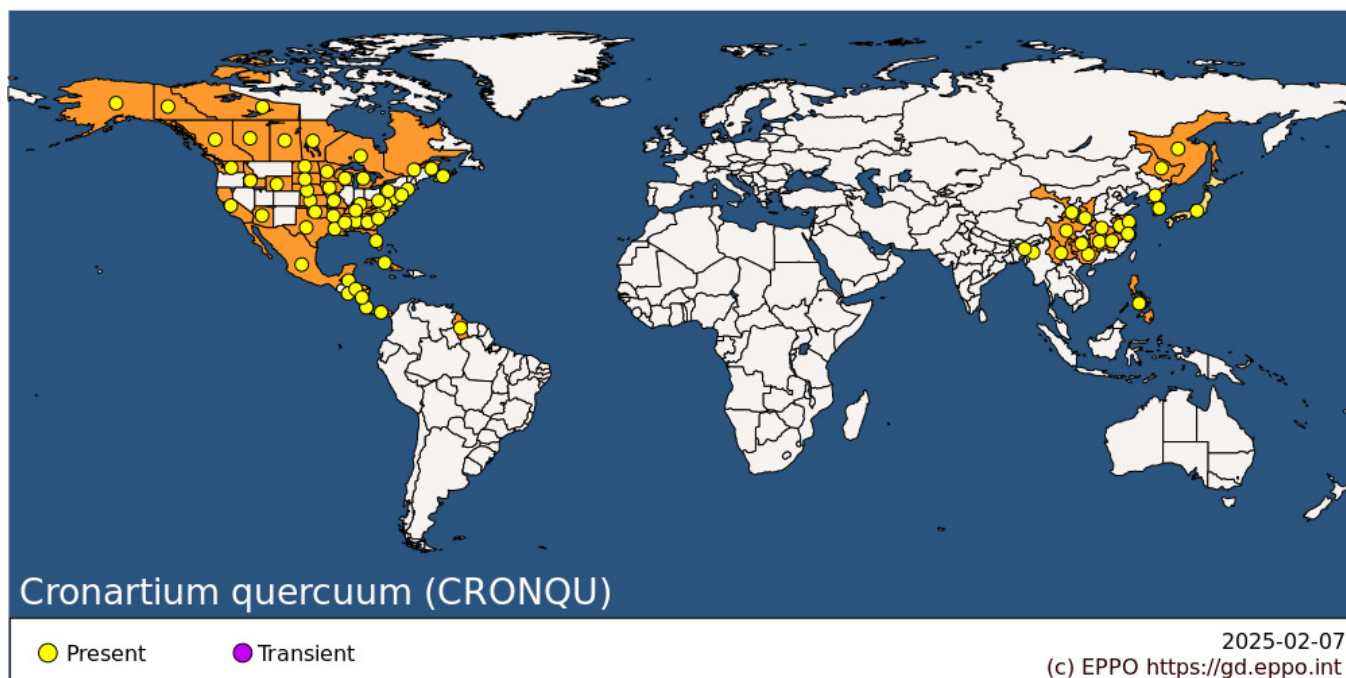 Cronartium quercuum (CRONQU)
Present
Transient
2025-02-07
(c) EPPO https://gd.eppo.int